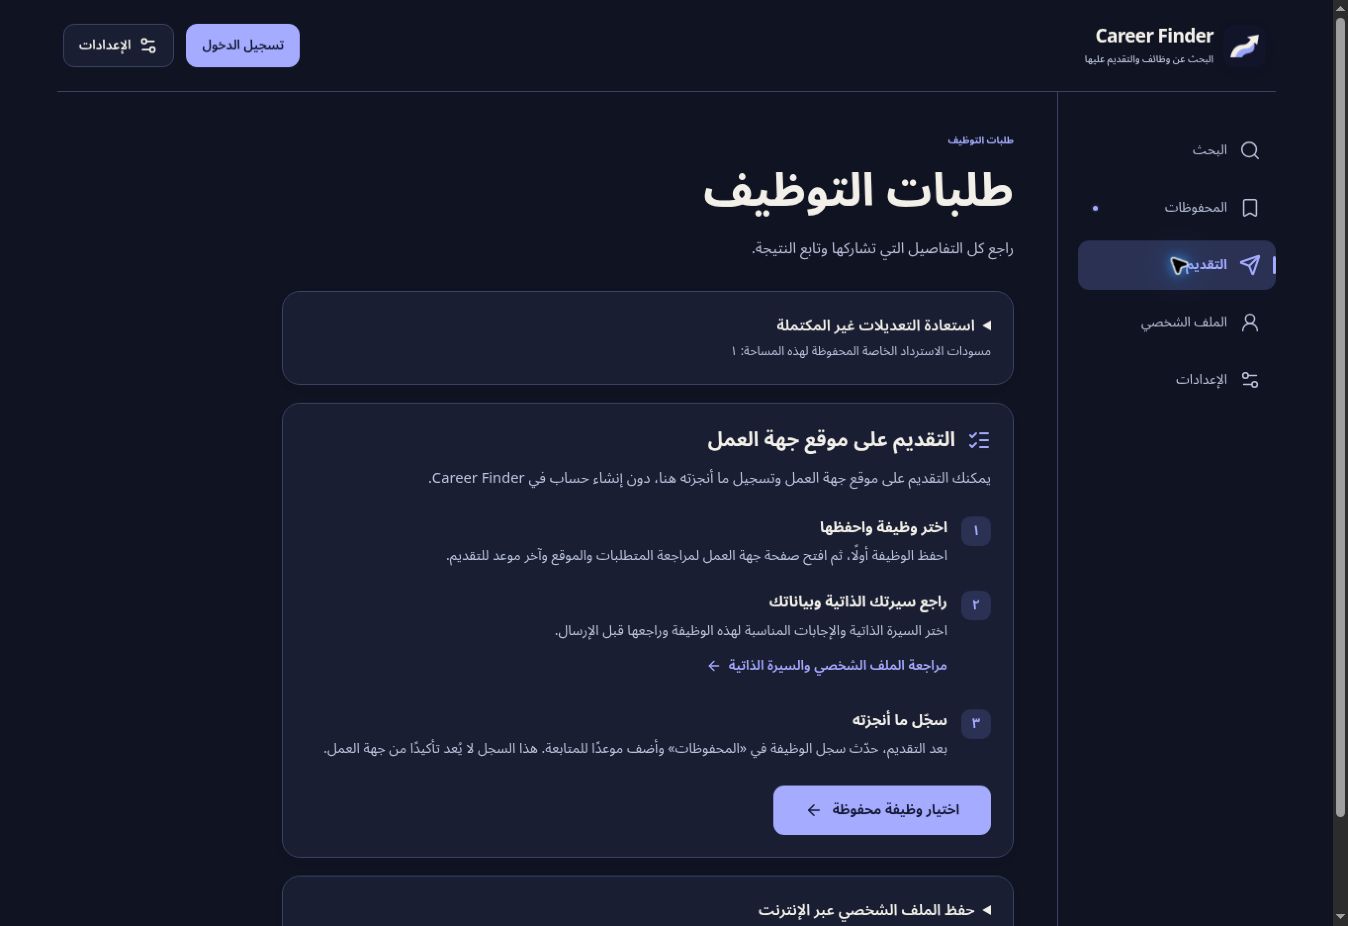 Career Finder
البحث عن وظائف والتقديم عليها
تسجيل الدخول
الإعدادات
البحث
المحفوظات
التقديم
الملف الشخصي
الإعدادات
طلبات التوظيف
طلبات التوظيف
راجع كل التفاصيل التي تشاركها وتابع النتيجة.
استعادة التعديلات غير المكتملة
مسودات الاسترداد الخاصة المحفوظة لهذه المساحة: ١
التقديم على موقع جهة العمل
يمكنك التقديم على موقع جهة العمل وتسجيل ما أنجزته هنا، دون إنشاء حساب في Career Finder.
١
اختر وظيفة واحفظها
احفظ الوظيفة أولًا، ثم افتح صفحة جهة العمل لمراجعة المتطلبات والموقع وآخر موعد للتقديم.
٢
راجع سيرتك الذاتية وبياناتك
اختر السيرة الذاتية والإجابات المناسبة لهذه الوظيفة وراجعها قبل الإرسال.
مراجعة الملف الشخصي والسيرة الذاتية ←
٣
سجّل ما أنجزته
بعد التقديم، حدّث سجل الوظيفة في «المحفوظات» وأضف موعدًا للمتابعة. هذا السجل لا يُعد تأكيدًا من جهة العمل.
اختيار وظيفة محفوظة ←
حفظ الملف الشخصي عبر الإنترنت